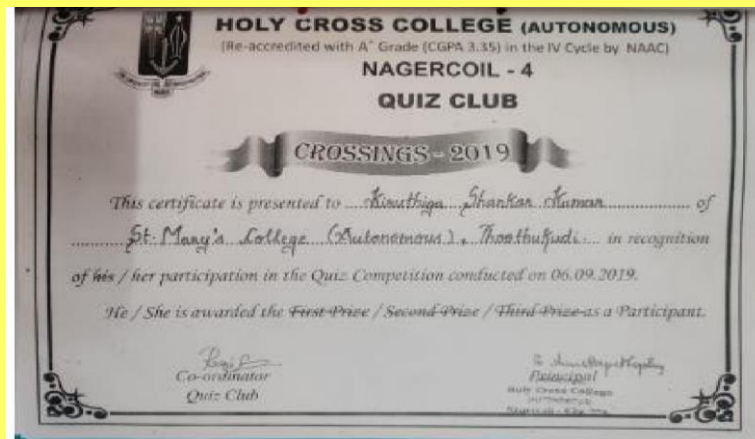 HOLY CROSS COLLEGE (AUTONOMOUS)
(Re-accredited with A+ Grade (CGPA 3.35) in the IV Cycle by NAAC)
NAGERCOIL - 4
QUIZ CLUB
CROSSINGS - 2019
This certificate is presented to Kiruthiga Shankar Kumar of
St. Mary's College (Autonomous), Thoothukudi in recognition
of his / her participation in the Quiz Competition conducted on 06.09.2019.
He / She is awarded the First Prize / Second Prize / Third Prize as a Participant.
Co-ordinator
Quiz Club
Principal
Holy Cross College